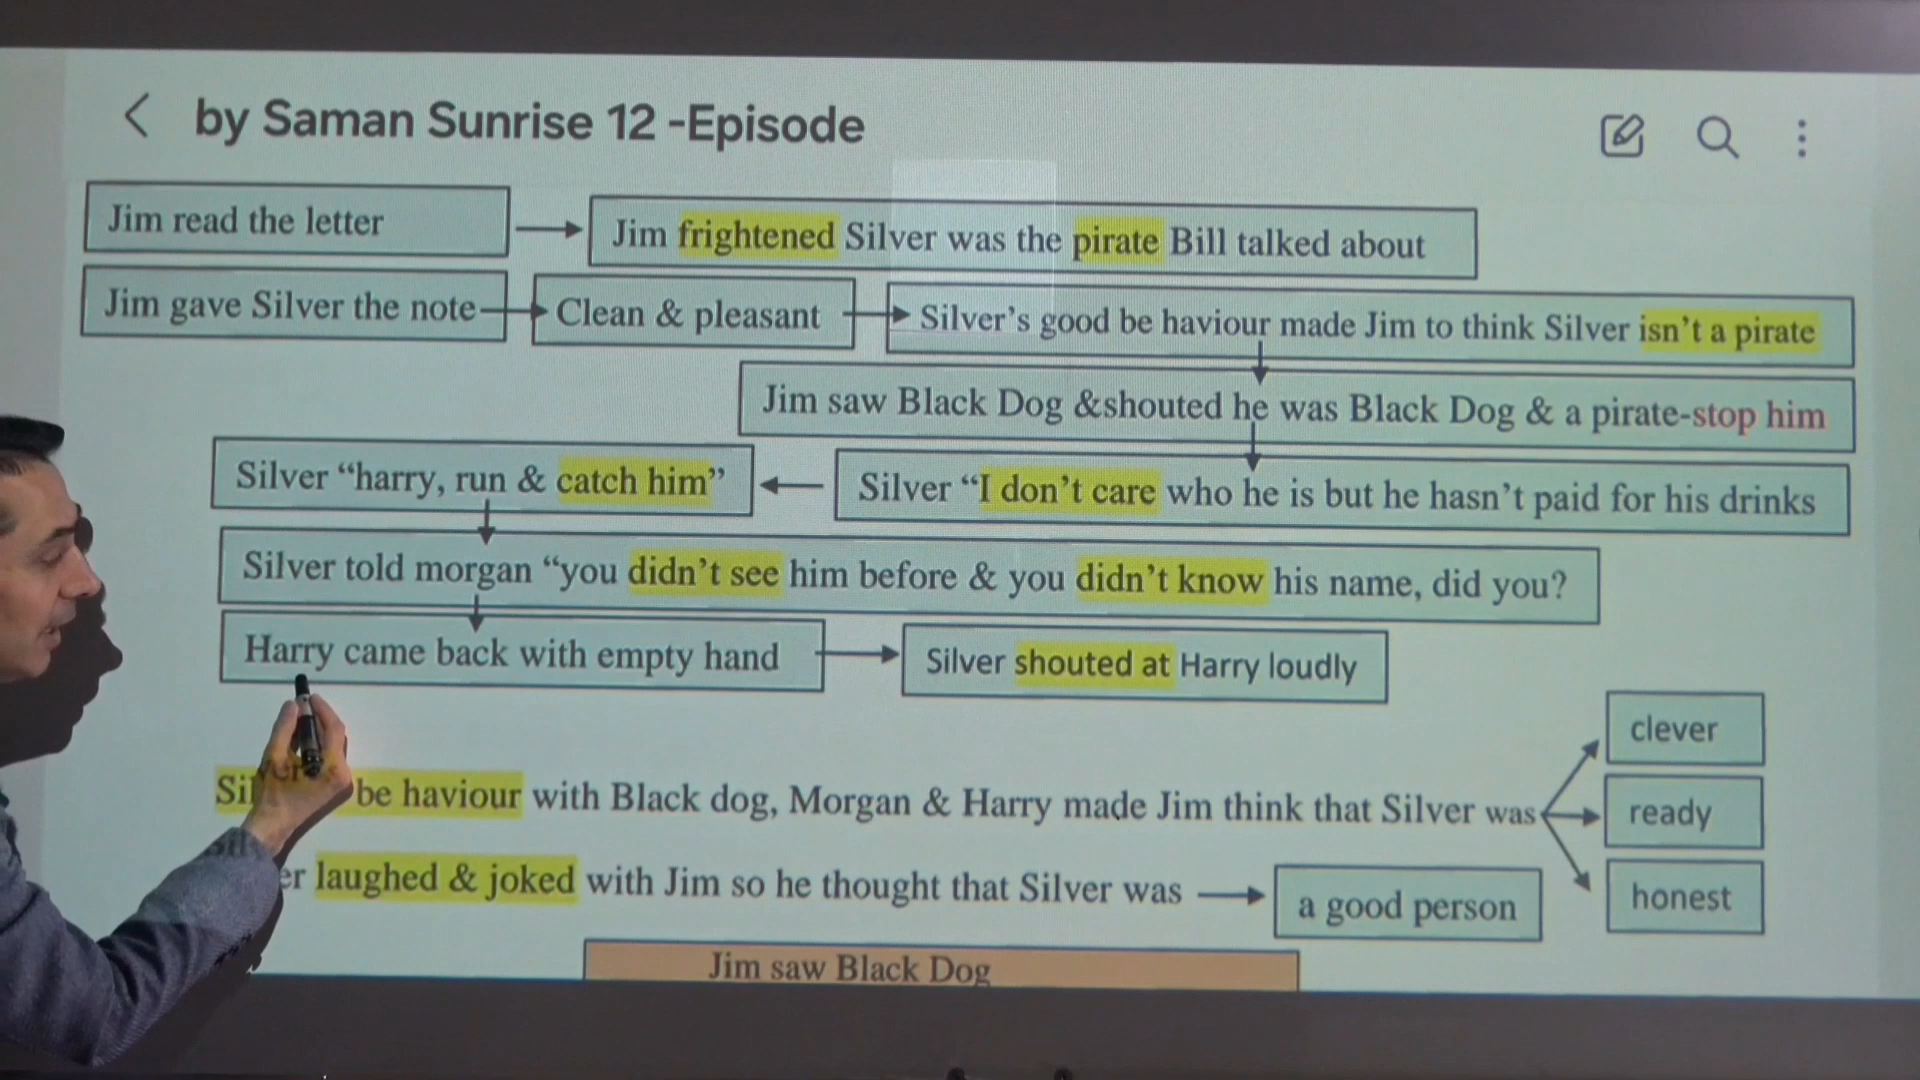 by Saman Sunrise 12 -Episode
Jim read the letter
Jim frightened Silver was the pirate Bill talked about
Jim gave Silver the note
Clean & pleasant
Silver's good be haviour made Jim to think Silver isn't a pirate
Jim saw Black Dog &shouted he was Black Dog & a pirate-stop him
Silver “I don't care who he is but he hasn't paid for his drinks
Silver “harry, run & catch him”
Silver told morgan “you didn't see him before & you didn't know his name, did you?
Harry came back with empty hand
Silver shouted at Harry loudly
be haviour with Black dog, Morgan & Harry made Jim think that Silver was
clever
ready
honest
laughed & joked with Jim so he thought that Silver was
a good person
Jim saw Black Dog